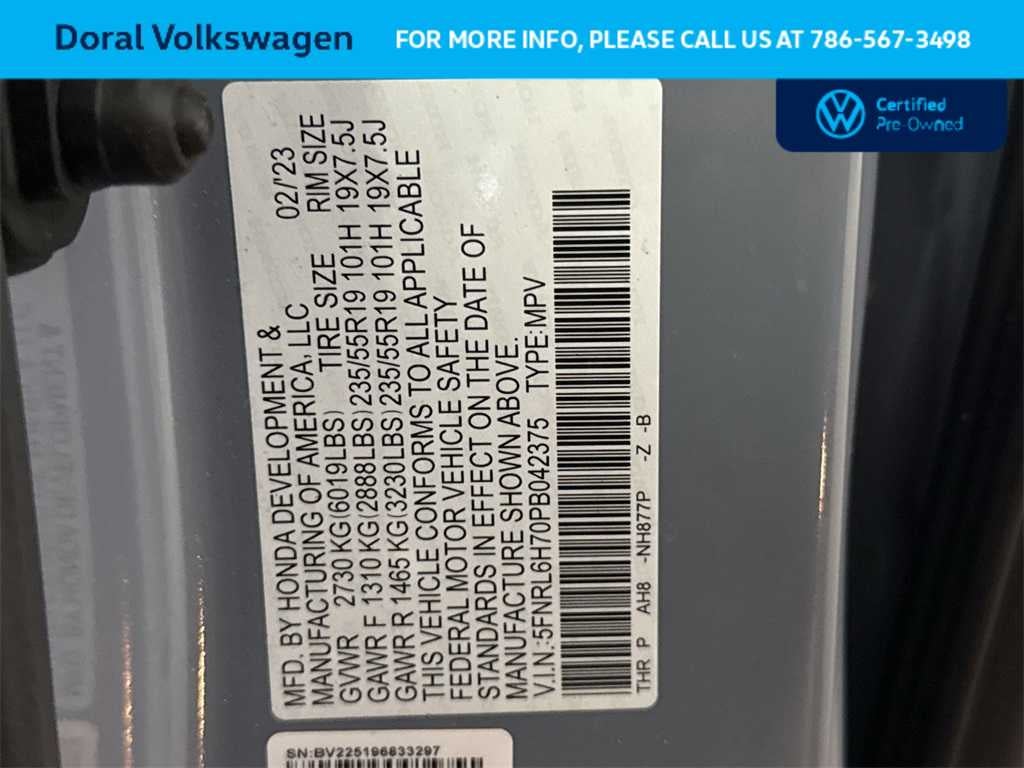 Doral Volkswagen
FOR MORE INFO, PLEASE CALL US AT 786-567-3498
Certified
Pre-Owned
MFD. BY HONDA DEVELOPMENT & 02/'23
MANUFACTURING OF AMERICA, LLC
TIRE SIZE RIM SIZE
GVWR 2730 KG(6019LBS)
GAWR F 1310 KG(2888LBS) 235/55R19 101H 19X7.5J
GAWR R 1465 KG(3230LBS) 235/55R19 101H 19X7.5J
THIS VEHICLE CONFORMS TO ALL APPLICABLE
FEDERAL MOTOR VEHICLE SAFETY
STANDARDS IN EFFECT ON THE DATE OF
MANUFACTURE SHOWN ABOVE.
V.I.N.:5FNRL6H70PB042375 TYPE:MPV
THR P AH8 -NH877P -Z -B
SN:BV225196833297